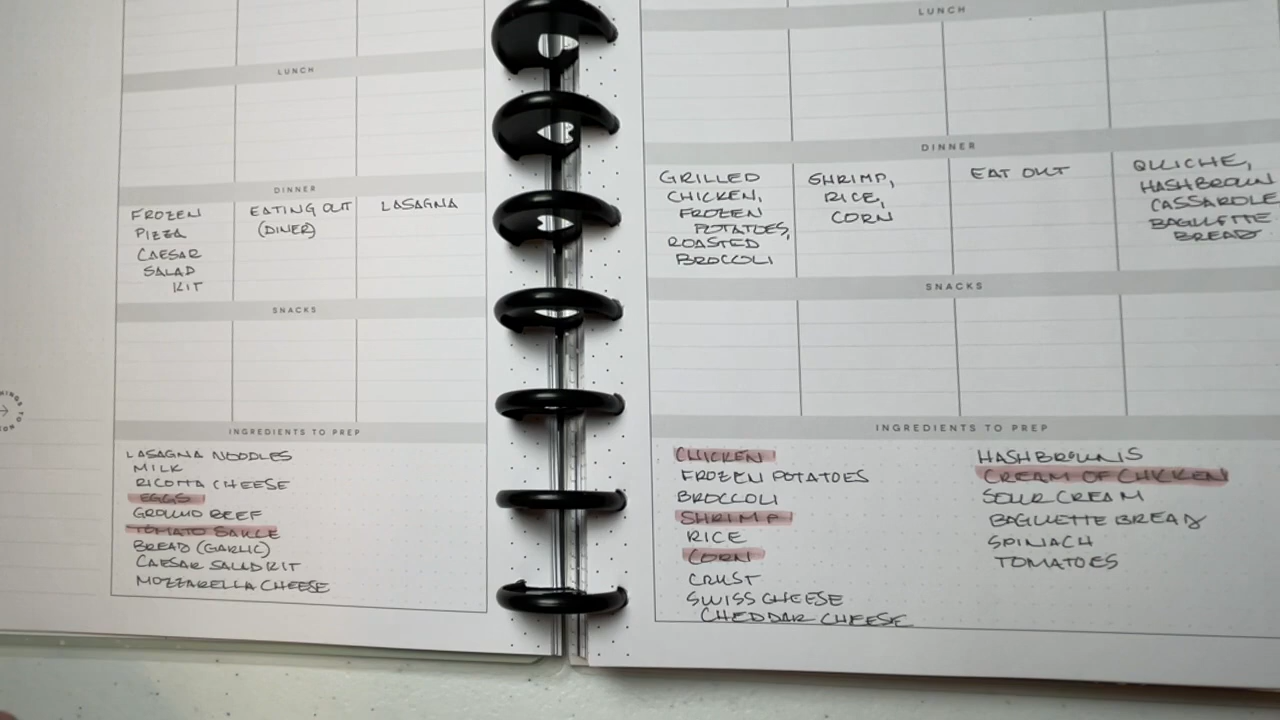 LUNCH
DINNER
FROZEN
PIZZA
CAESAR
SALAD
KIT
EATING OUT
(DINER)
LASAGNA
SNACKS
INGREDIENTS TO PREP
LASAGNA NOODLES
MILK
RICOTTA CHEESE
EGGS
GROUND BEEF
TOMATO SAUCE
BREAD (GARLIC)
CAESAR SALAD KIT
MOZZARELLA CHEESE
LUNCH
DINNER
GRILLED
CHICKEN,
FROZEN
POTATOES,
ROASTED
BROCCOLI
SHRIMP,
RICE,
CORN
EAT OUT
QUICHE,
HASHBROWN
CASSAROLE
BAGUETTE
BREAD
SNACKS
INGREDIENTS TO PREP
CHICKEN
FROZEN POTATOES
BROCCOLI
SHRIMP
RICE
CORN
CRUST
SWISS CHEESE
CHEDDAR CHEESE
HASHBROWNS
CREAM OF CHICKEN
SOUR CREAM
BAGUETTE BREAD
SPINACH
TOMATOES